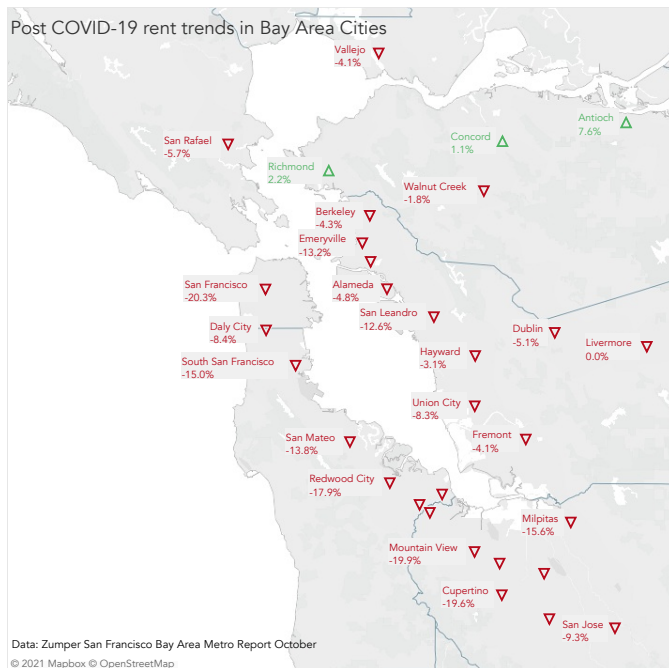 Post COVID-19 rent trends in Bay Area Cities
Vallejo
-4.1%
Antioch
7.6%
Concord
1.1%
San Rafael
-5.7%
Richmond
2.2%
Walnut Creek
-1.8%
Berkeley
-4.3%
Emeryville
-13.2%
San Francisco
-20.3%
Alameda
-4.8%
San Leandro
-12.6%
Daly City
-8.4%
Dublin
-5.1%
Livermore
0.0%
Hayward
-3.1%
South San Francisco
-15.0%
Union City
-8.3%
Fremont
-4.1%
San Mateo
-13.8%
Redwood City
-17.9%
Milpitas
-15.6%
Mountain View
-19.9%
Cupertino
-19.6%
San Jose
-9.3%
Data: Zumper San Francisco Bay Area Metro Report October
© 2021 Mapbox © OpenStreetMap